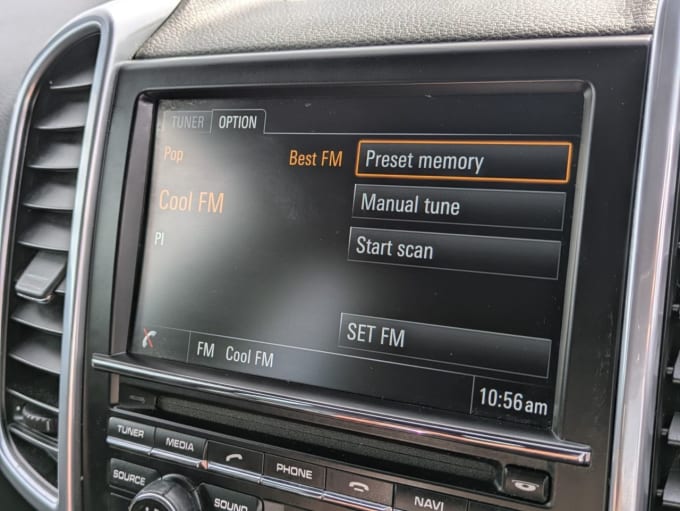 TUNER OPTION
Pop Best FM Preset memory
Cool FM Manual tune
PI Start scan
SET FM
FM Cool FM
10:56am
TUNER MEDIA PHONE NAVI
SOURCE SOUND